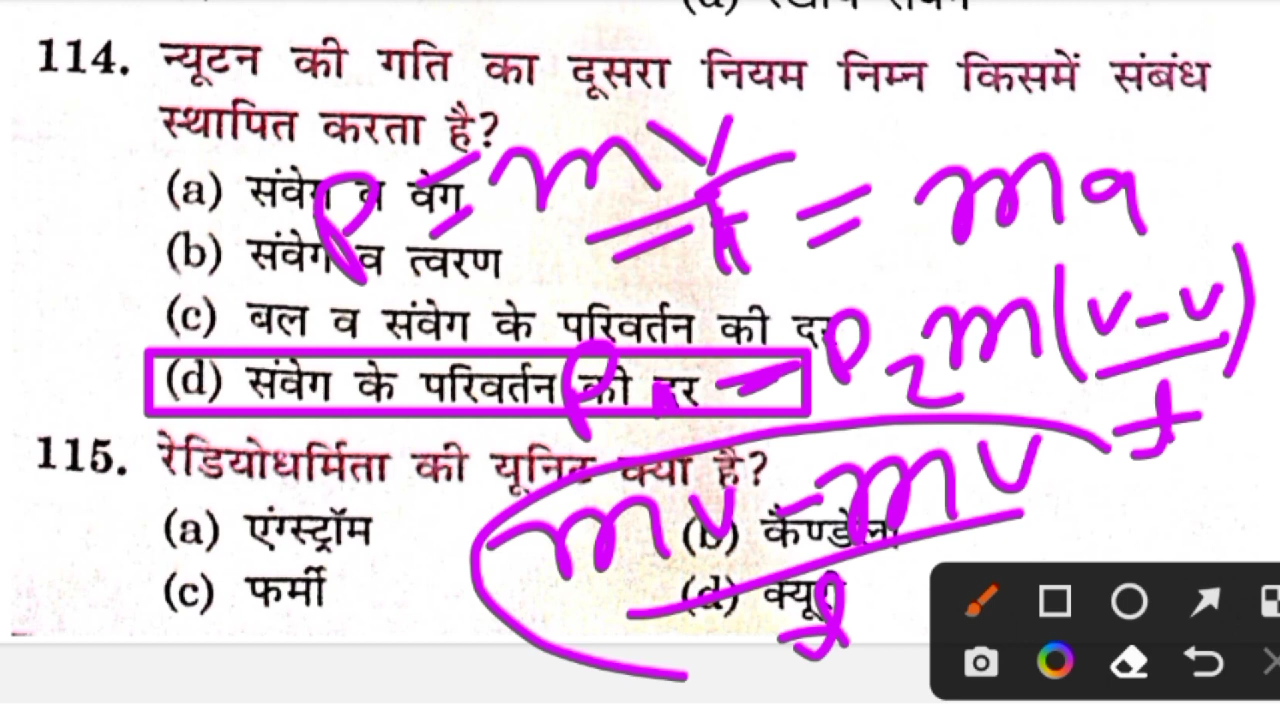 114. न्यूटन की गति का दूसरा नियम निम्न किसमें संबंध
स्थापित करता है?
(a) संवेग व वेग
(b) संवेग व त्वरण
(c) बल व संवेग के परिवर्तन की दर
(d) संवेग के परिवर्तन की दर
P = m v/t = ma
m(v-v)/t
mv - mv
115. रेडियोधर्मिता की यूनिट क्या है?
(a) एंग्स्ट्रॉम (b) कैण्डेला
(c) फर्मी (d) क्यूरी